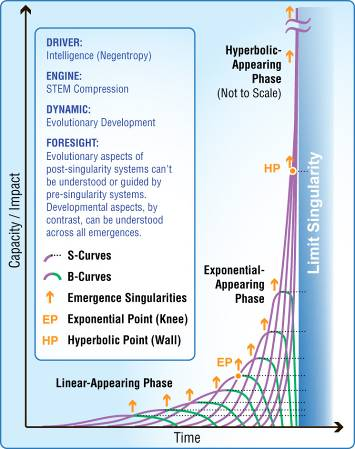 DRIVER:
Intelligence (Negentropy)
ENGINE:
STEM Compression
DYNAMIC:
Evolutionary Development
FORESIGHT:
Evolutionary aspects of
post-singularity systems can't
be understood or guided by
pre-singularity systems.
Developmental aspects, by
contrast, can be understood
across all emergences.
S-Curves
B-Curves
Emergence Singularities
EP Exponential Point (Knee)
HP Hyperbolic Point (Wall)
Hyperbolic-
Appearing
Phase
(Not to Scale)
HP
Limit Singularity
Exponential-
Appearing
Phase
EP
Linear-Appearing Phase
Capacity / Impact
Time